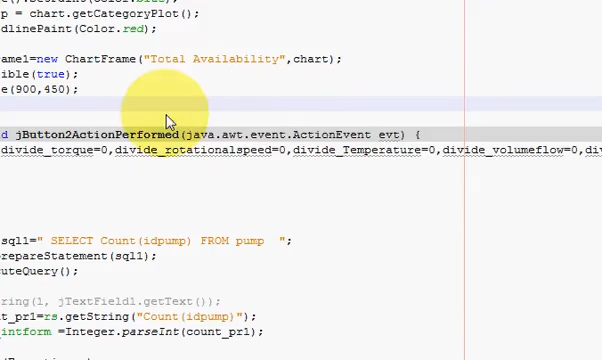 p = chart.getCategoryPlot();
dlinePaint(Color.red);
ame1=new ChartFrame("Total Availability",chart);
ible(true);
e(900,450);
d jButton2ActionPerformed(java.awt.event.ActionEvent evt) {
divide_torque=0,divide_rotationalspeed=0,divide_Temperature=0,divide_volumeflow=0,di
sql1=" SELECT Count(idpump) FROM pump  ";
repareStatement(sql1);
uteQuery();
ring(1, jTextField1.getText());
t_pr1=rs.getString("Count(idpump)");
_intform =Integer.parseInt(count_pr1);